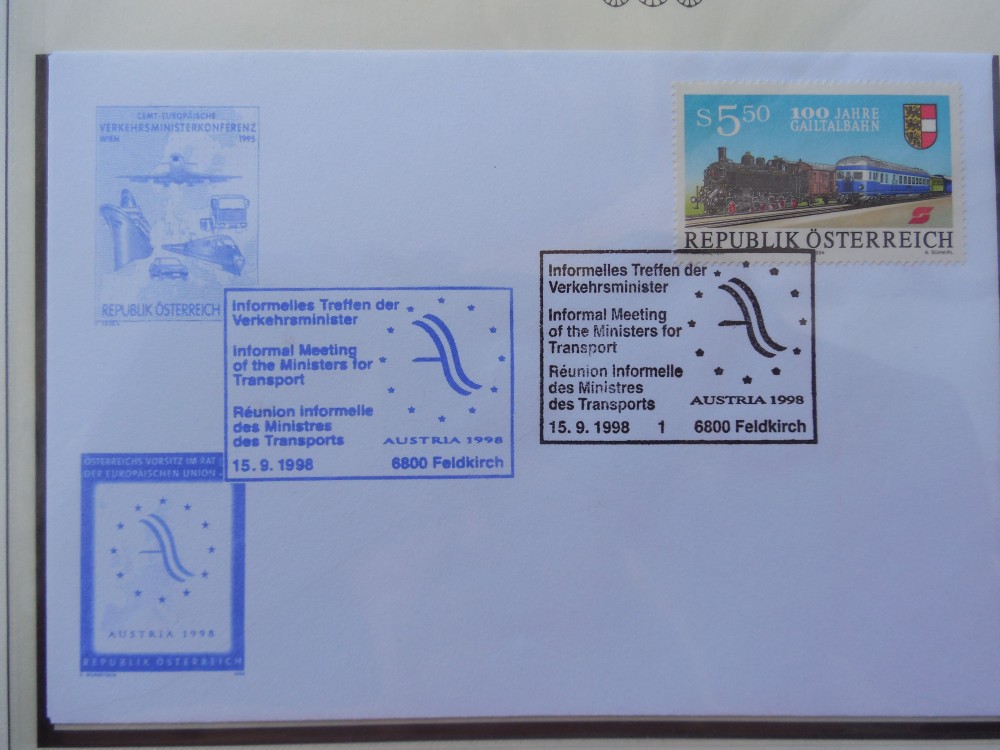 CEMT-EUROPÄISCHE
VERKEHRSMINISTERKONFERENZ
WIEN 1995
REPUBLIK ÖSTERREICH
S 5 50
100 JAHRE
GAILTALBAHN
REPUBLIK ÖSTERREICH
Informelles Treffen der
Verkehrsminister
Informal Meeting
of the Ministers for
Transport
Réunion informelle
des Ministres
des Transports
AUSTRIA 1998
15. 9. 1998 6800 Feldkirch
Informelles Treffen der
Verkehrsminister
Informal Meeting
of the Ministers for
Transport
Réunion informelle
des Ministres
des Transports
AUSTRIA 1998
15. 9. 1998 1 6800 Feldkirch
ÖSTERREICHS VORSITZ IM RAT
DER EUROPÄISCHEN UNION
AUSTRIA 1998
REPUBLIK ÖSTERREICH